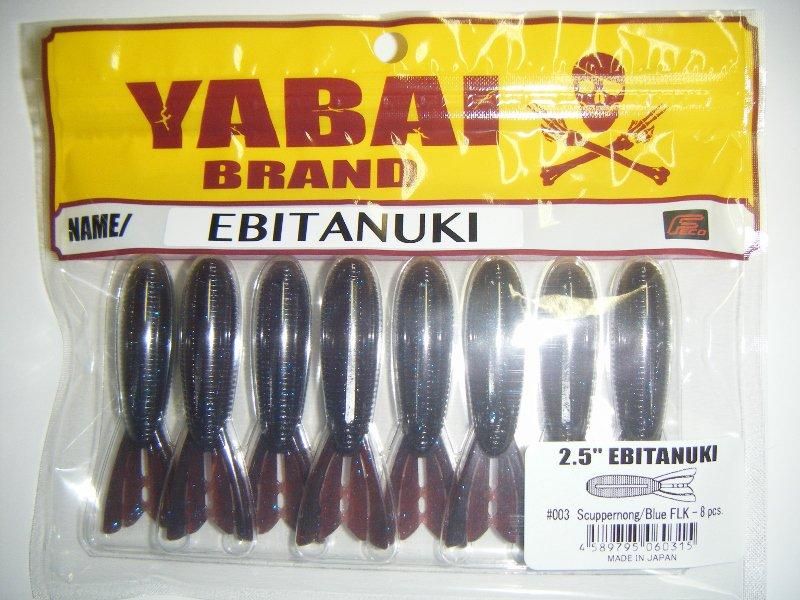 YABAI
BRAND
NAME/ EBITANUKI
FECO
2.5" EBITANUKI
#003 Scuppernong/Blue FLK - 8 pcs.
4 589795 060315
MADE IN JAPAN